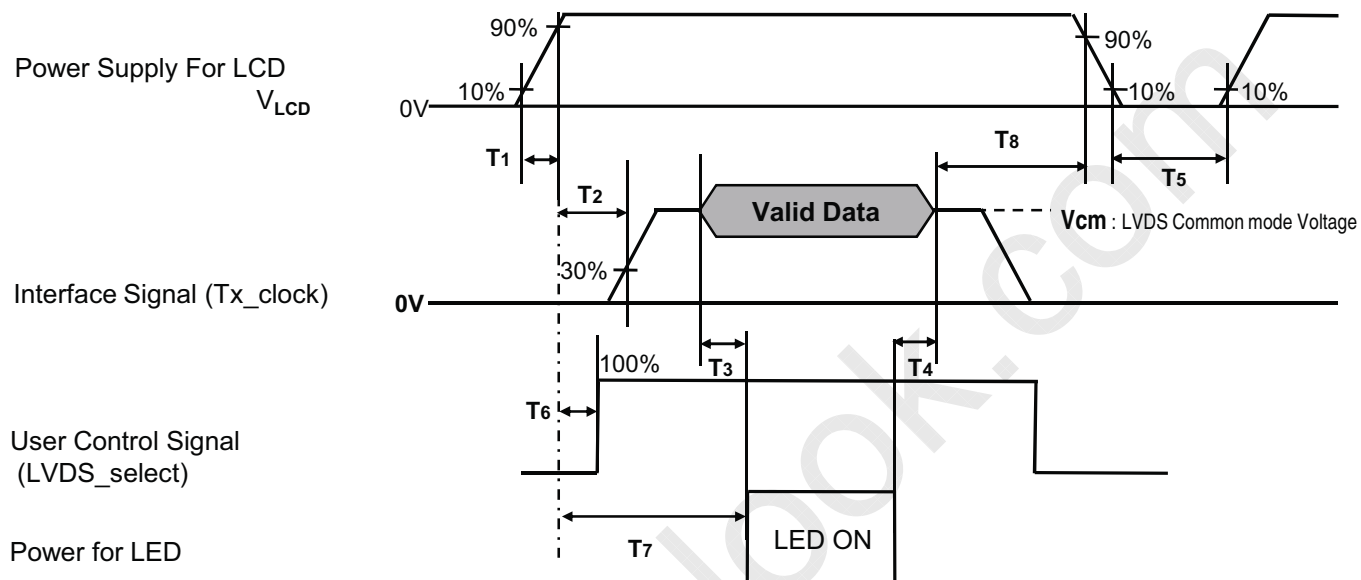 90%
90%
Power Supply For LCD
VLCD
10%
10%
10%
0V
T1
T8
T5
T2
Valid Data
Vcm : LVDS Common mode Voltage
30%
Interface Signal (Tx_clock)
0V
100%
T3
T4
T6
User Control Signal
(LVDS_select)
T7
LED ON
Power for LED
look.com